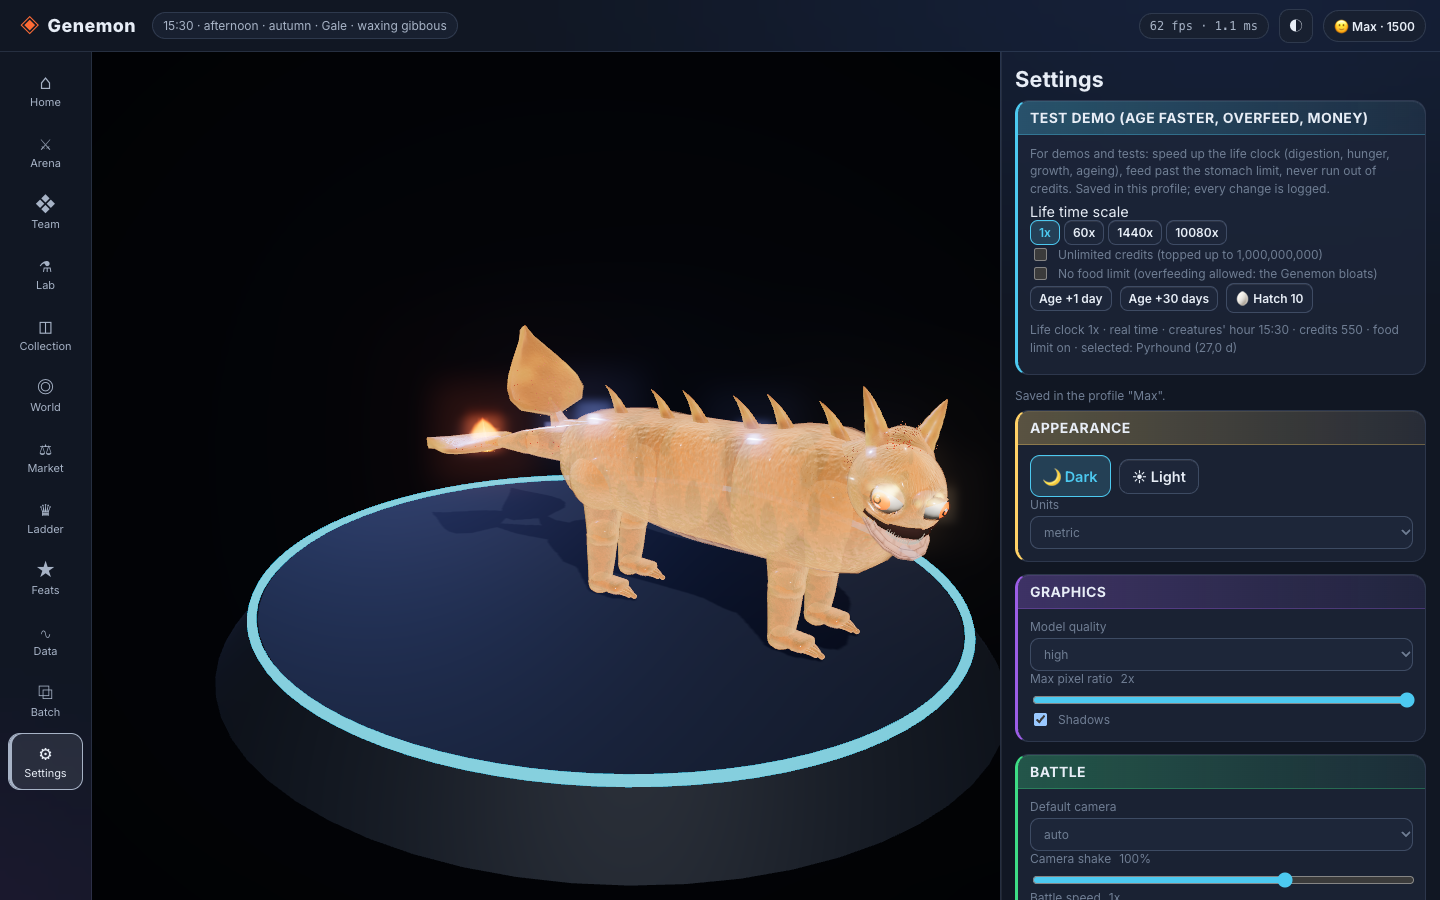 Genemon
15:30 · afternoon · autumn · Gale · waxing gibbous
62 fps · 1.1 ms
Max · 1500
Home
Arena
Team
Lab
Collection
World
Market
Ladder
Feats
Data
Batch
Settings
Settings
TEST DEMO (AGE FASTER, OVERFEED, MONEY)
For demos and tests: speed up the life clock (digestion, hunger,
growth, ageing), feed past the stomach limit, never run out of
credits. Saved in this profile; every change is logged.
Life time scale
1x 60x 1440x 10080x
Unlimited credits (topped up to 1,000,000,000)
No food limit (overfeeding allowed: the Genemon bloats)
Age +1 day Age +30 days Hatch 10
Life clock 1x · real time · creatures' hour 15:30 · credits 550 · food
limit on · selected: Pyrhound (27,0 d)
Saved in the profile "Max".
APPEARANCE
Dark Light
Units
metric
GRAPHICS
Model quality
high
Max pixel ratio 2x
Shadows
BATTLE
Default camera
auto
Camera shake 100%
Battle speed 1x